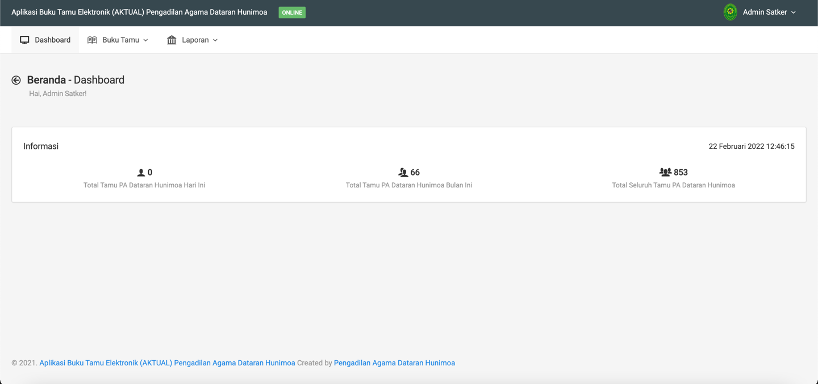 Aplikasi Buku Tamu Elektronik (AKTUAL) Pengadilan Agama Dataran Hunimoa ONLINE Admin Satker
Dashboard Buku Tamu Laporan
Beranda - Dashboard
Hai, Admin Satker!
Informasi 22 Februari 2022 12:46:15
0 66 853
Total Tamu PA Dataran Hunimoa Hari Ini Total Tamu PA Dataran Hunimoa Bulan Ini Total Seluruh Tamu PA Dataran Hunimoa
© 2021. Aplikasi Buku Tamu Elektronik (AKTUAL) Pengadilan Agama Dataran Hunimoa Created by Pengadilan Agama Dataran Hunimoa